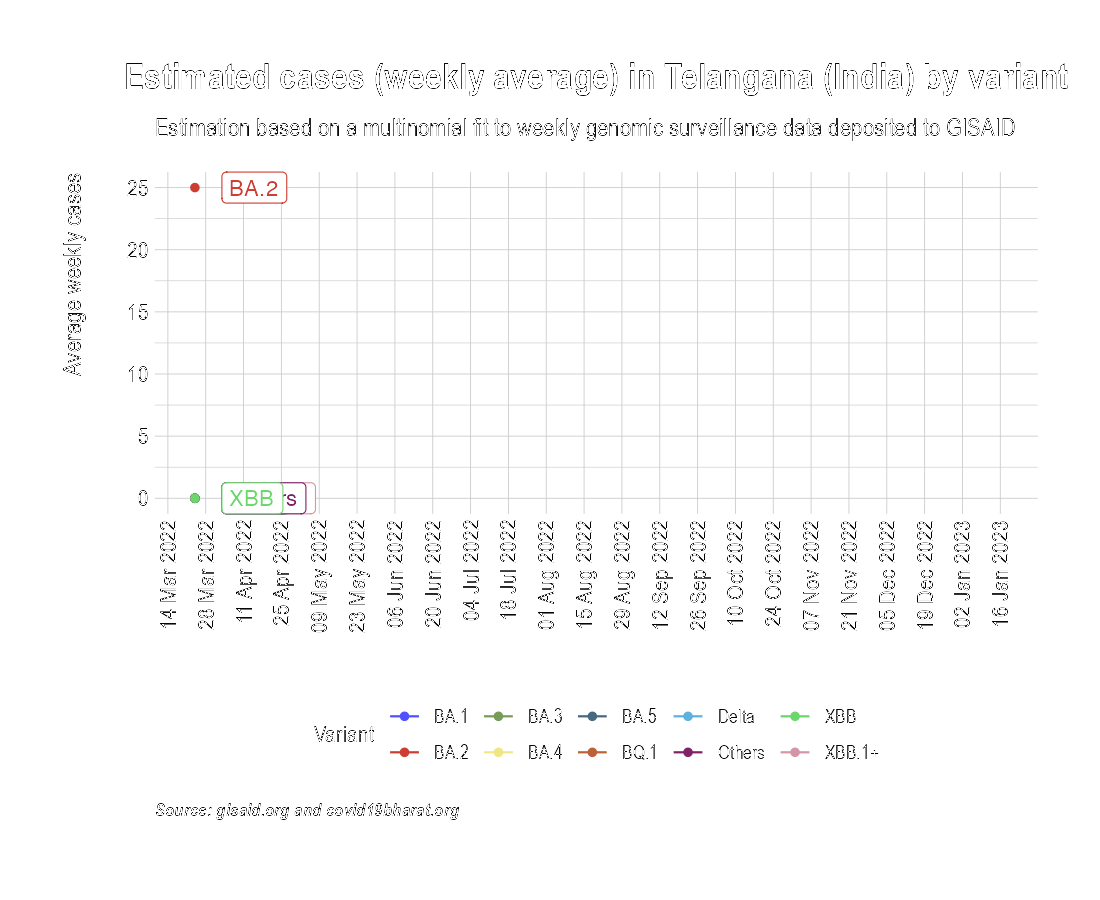 Estimated cases (weekly average) in Telangana (India) by variant
Estimation based on a multinomial fit to weekly genomic surveillance data deposited to GISAID
Average weekly cases
25
20
15
10
5
0
BA.2
XBB
rs
14 Mar 2022
28 Mar 2022
11 Apr 2022
25 Apr 2022
09 May 2022
23 May 2022
06 Jun 2022
20 Jun 2022
04 Jul 2022
18 Jul 2022
01 Aug 2022
15 Aug 2022
29 Aug 2022
12 Sep 2022
26 Sep 2022
10 Oct 2022
24 Oct 2022
07 Nov 2022
21 Nov 2022
05 Dec 2022
19 Dec 2022
02 Jan 2023
16 Jan 2023
Variant
BA.1 BA.3 BA.5 Delta XBB
BA.2 BA.4 BQ.1 Others XBB.1+
Source: gisaid.org and covid19bharat.org